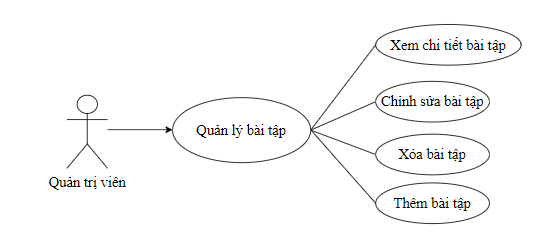 Xem chi tiết bài tập
Chỉnh sửa bài tập
Quản lý bài tập
Xóa bài tập
Quản trị viên
Thêm bài tập